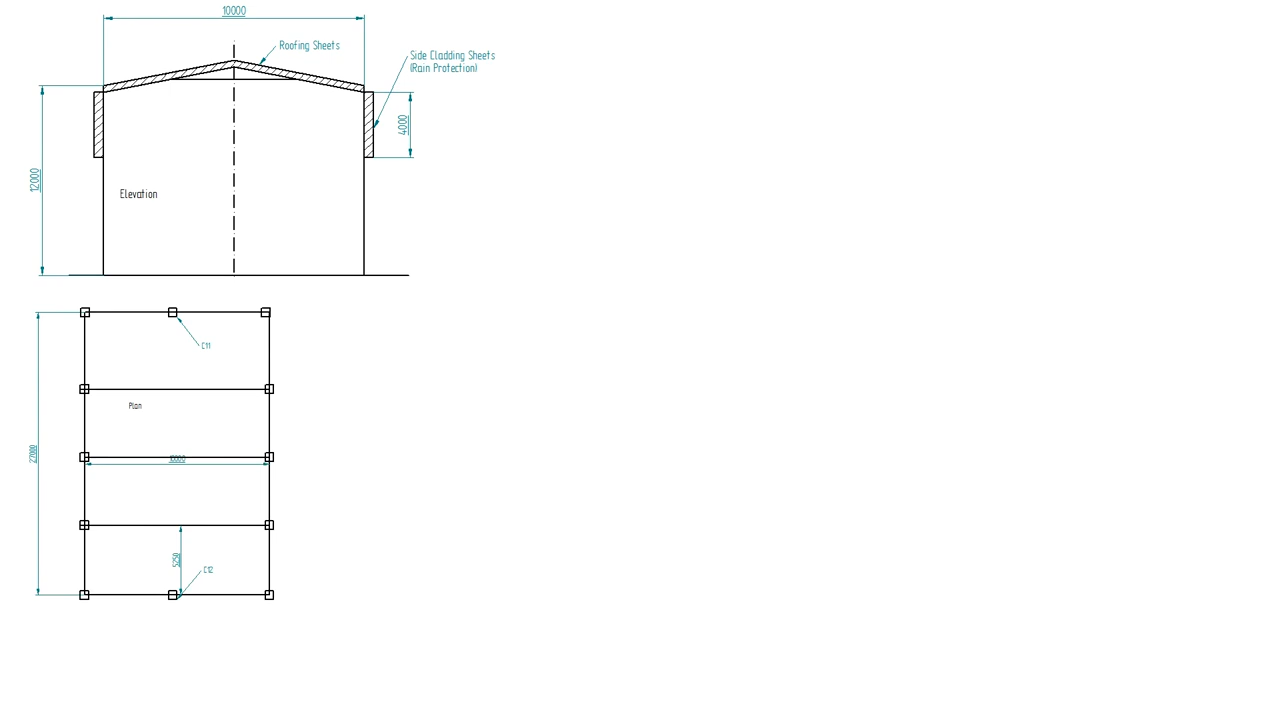 10000
Roofing Sheets
Side Cladding Sheets
(Rain Protection)
4000
12000
Elevation
C11
Plan
27000
10000
5250
C12